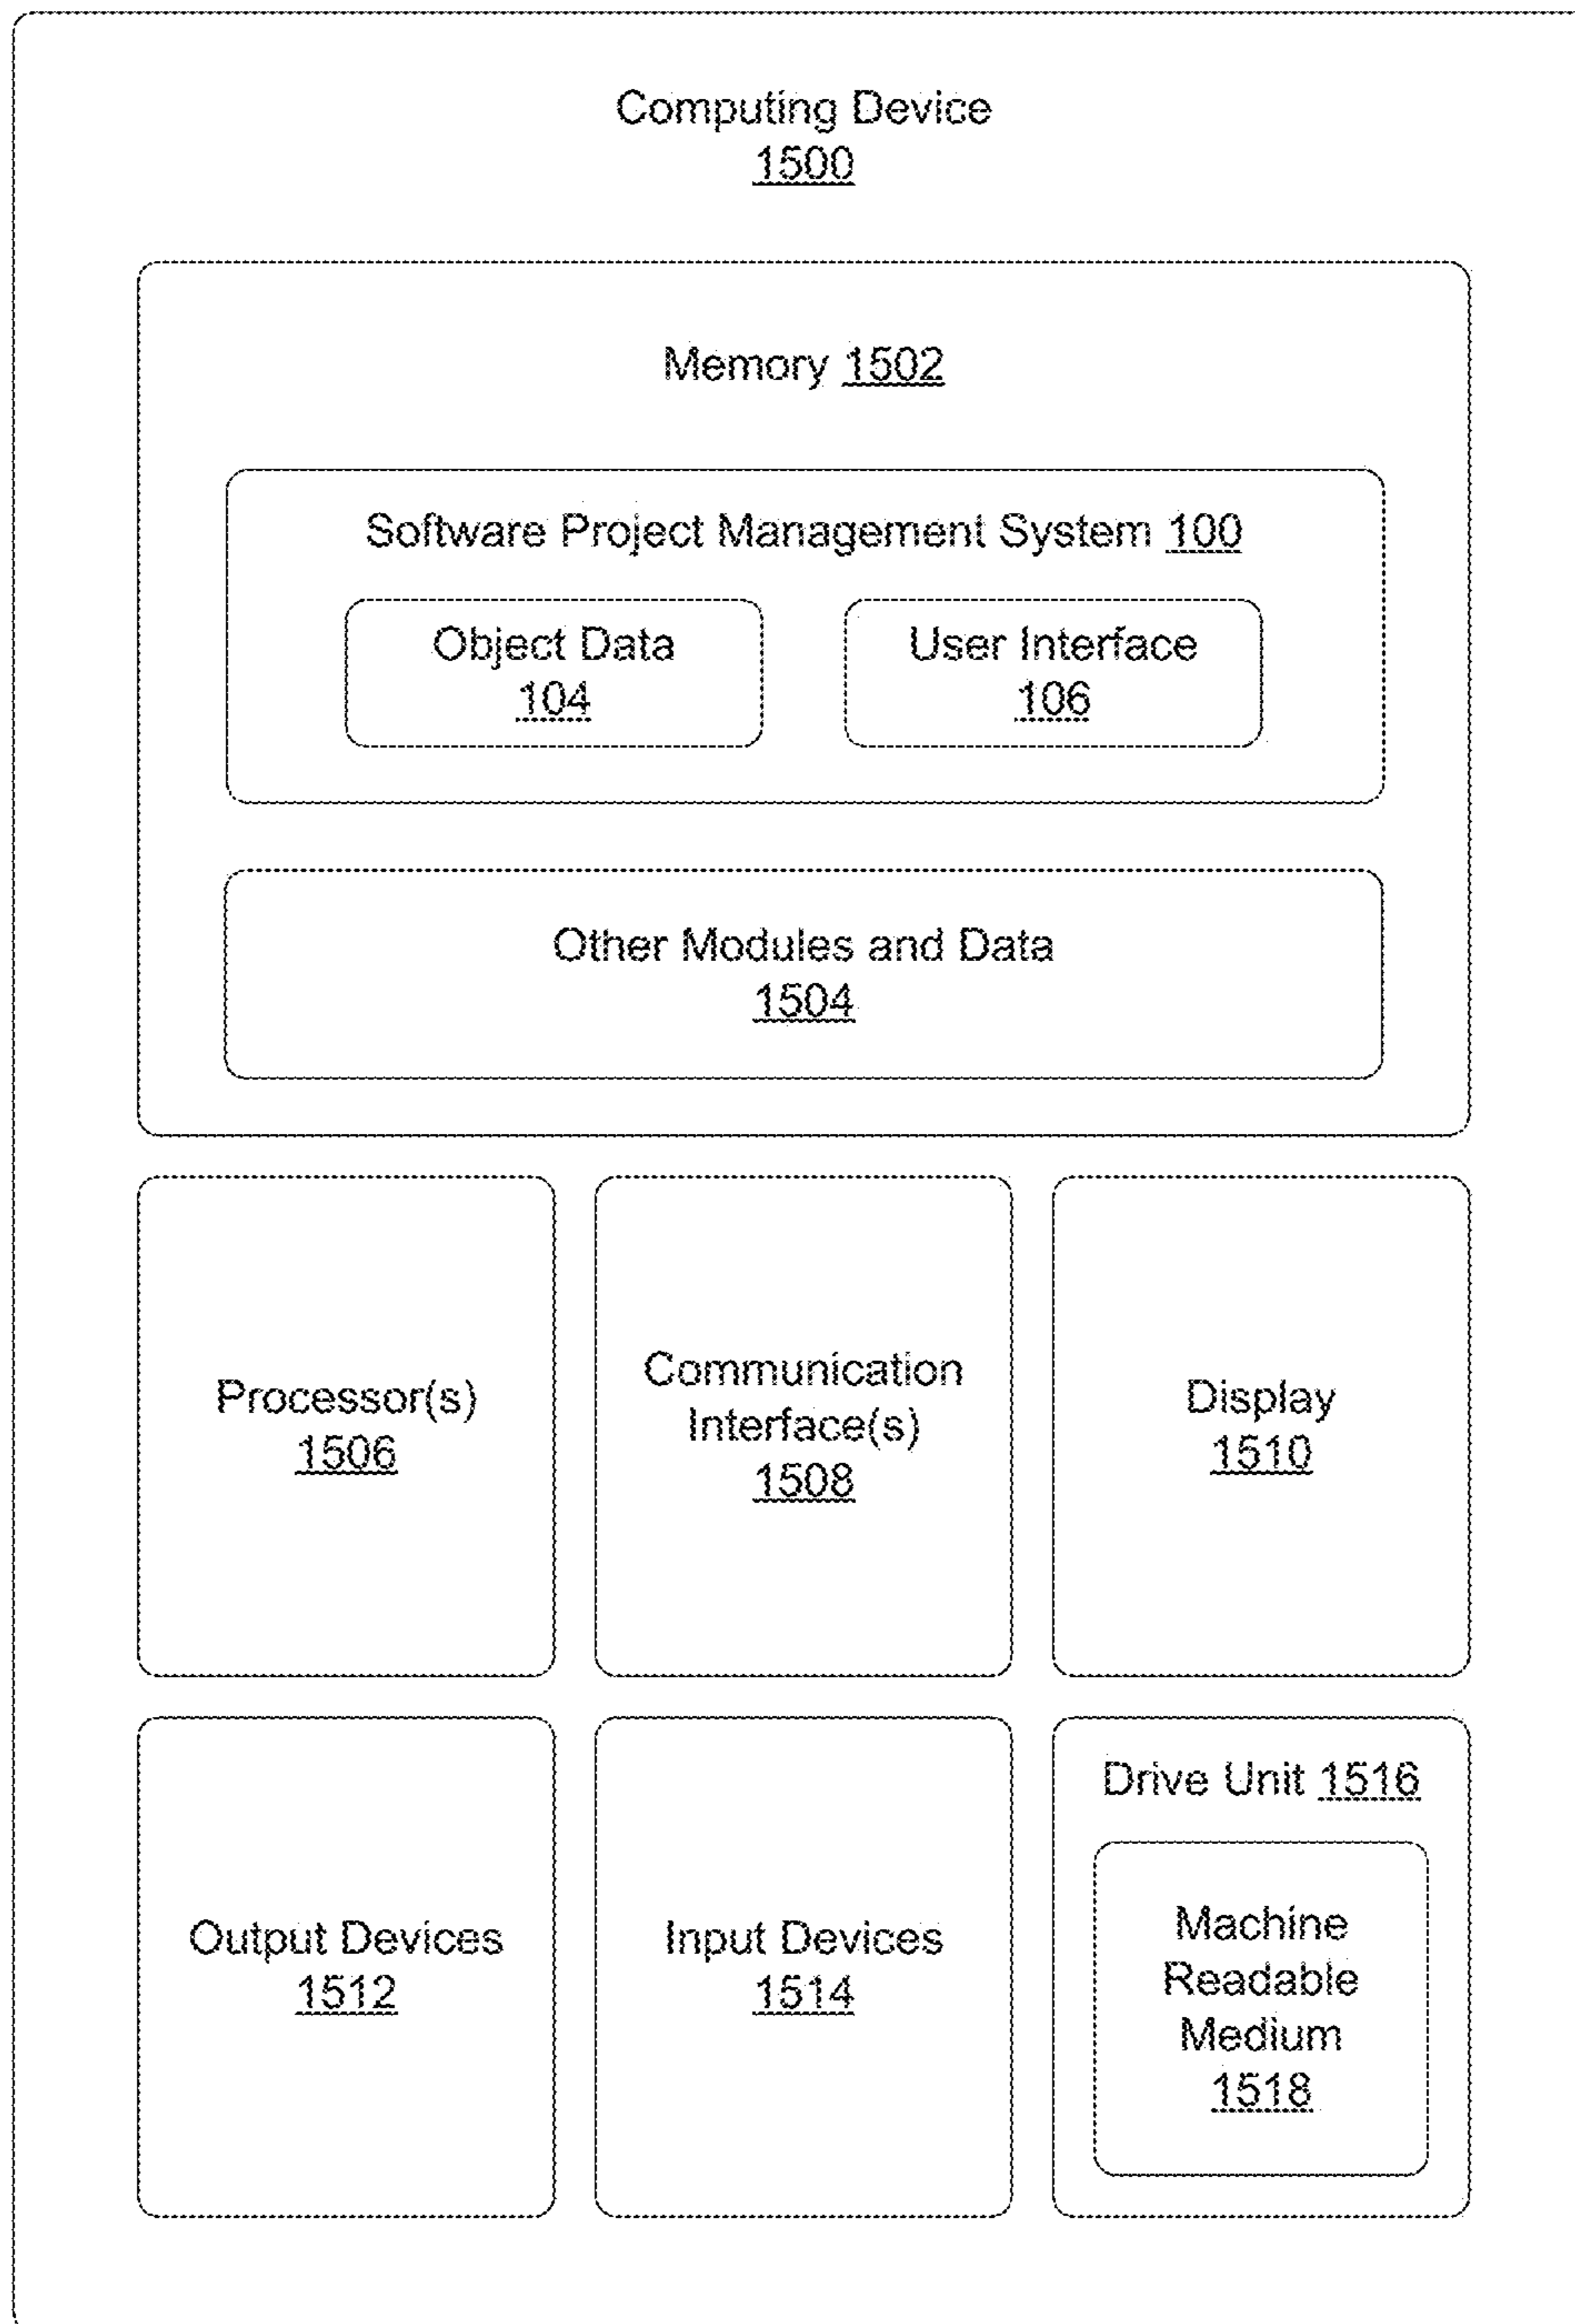 Computing Device
1500
Memory 1502
Software Project Management System 100
Object Data
104
User Interface
106
Other Modules and Data
1504
Processor(s)
1506
Communication
Interface(s)
1508
Display
1510
Output Devices
1512
Input Devices
1514
Drive Unit 1516
Machine
Readable
Medium
1518